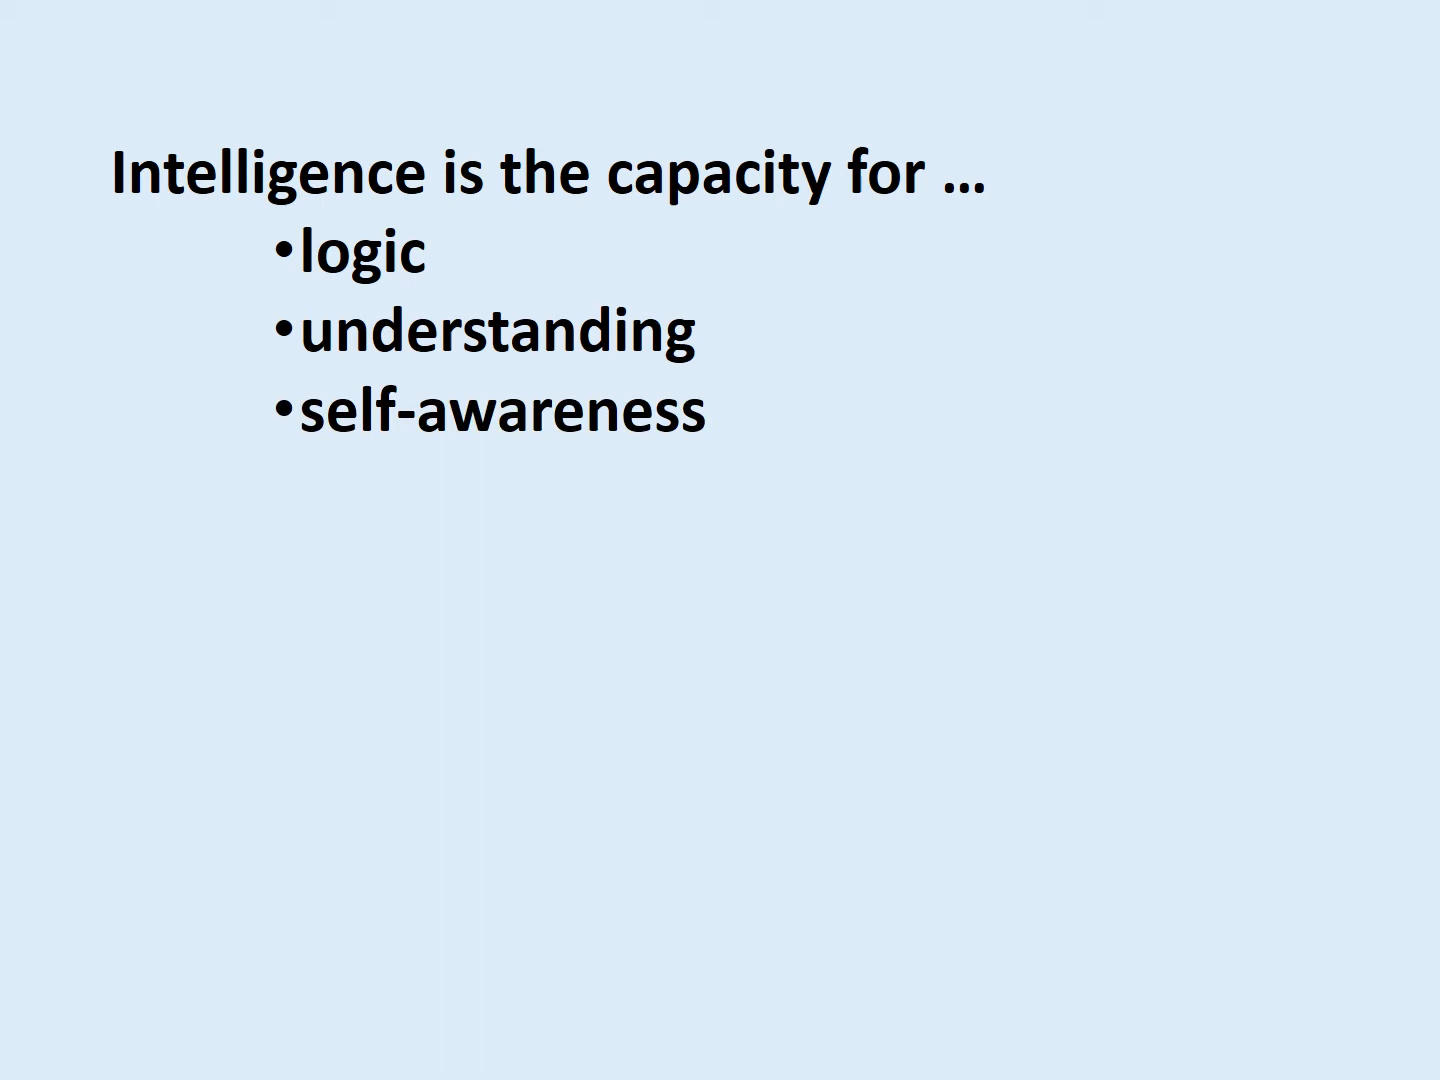 Intelligence is the capacity for …
•logic
•understanding
•self-awareness